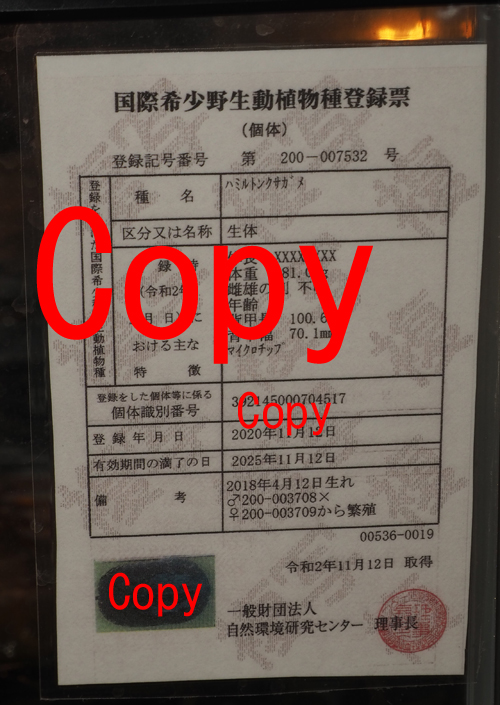 国際希少野生動植物種登録票
(個体)
登録記号番号 第 200-007532 号
種 名 ハミルトンクサガメ
区分又は名称 生体
XXXXXXX
体重 81.0g
年齢
100.6
70.1mm
おける主な
マイクロチップ
特 徴
登録をした個体等に係る
個体識別番号
392145000704517
登録年月日 2020年11月12日
有効期間の満了の日 2025年11月12日
備 考
2018年4月12日生れ
♂200-003708×
♀200-003709から繁殖
00536-0019
令和2年11月12日 取得
一般財団法人
自然環境研究センター 理事長
Copy
Copy
Copy